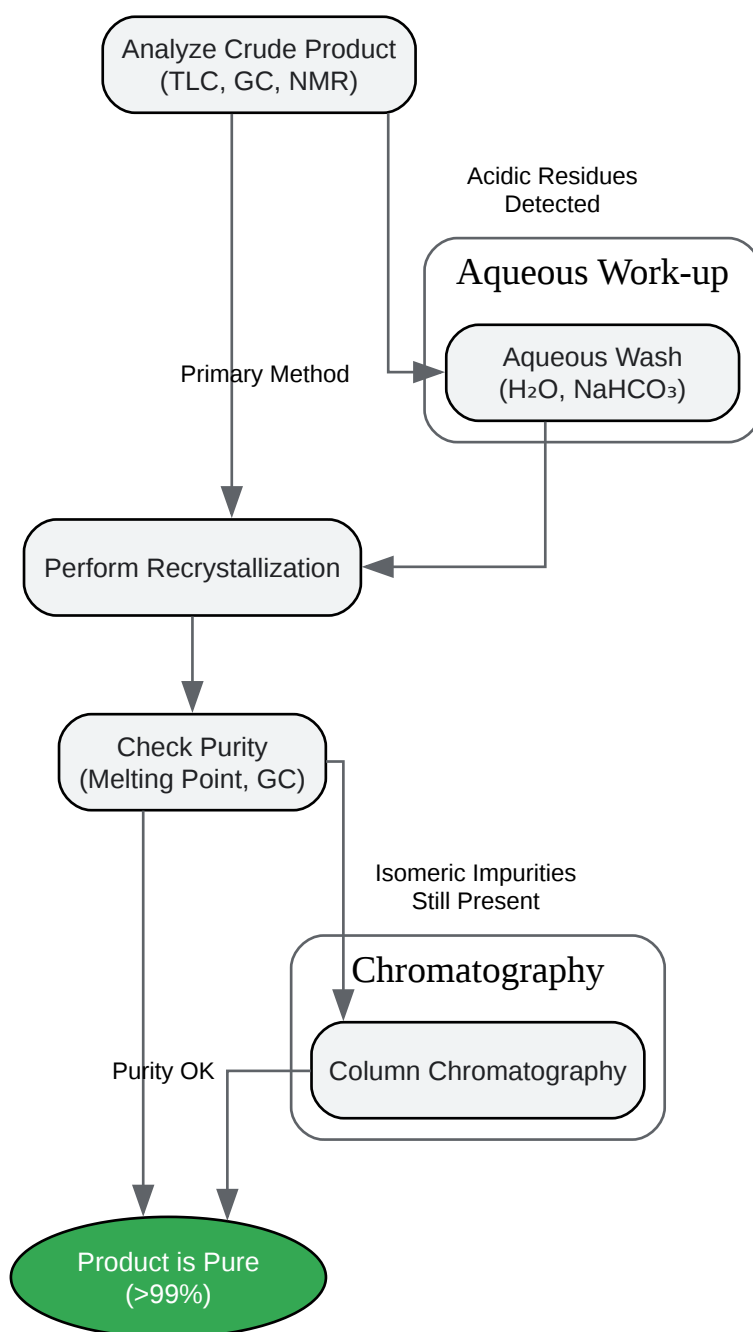 Analyze Crude Product
(TLC, GC, NMR)
Acidic Residues
Detected
Aqueous Work-up
Aqueous Wash
(H₂O, NaHCO₃)
Primary Method
Perform Recrystallization
Check Purity
(Melting Point, GC)
Isomeric Impurities
Still Present
Chromatography
Column Chromatography
Purity OK
Product is Pure
(>99%)